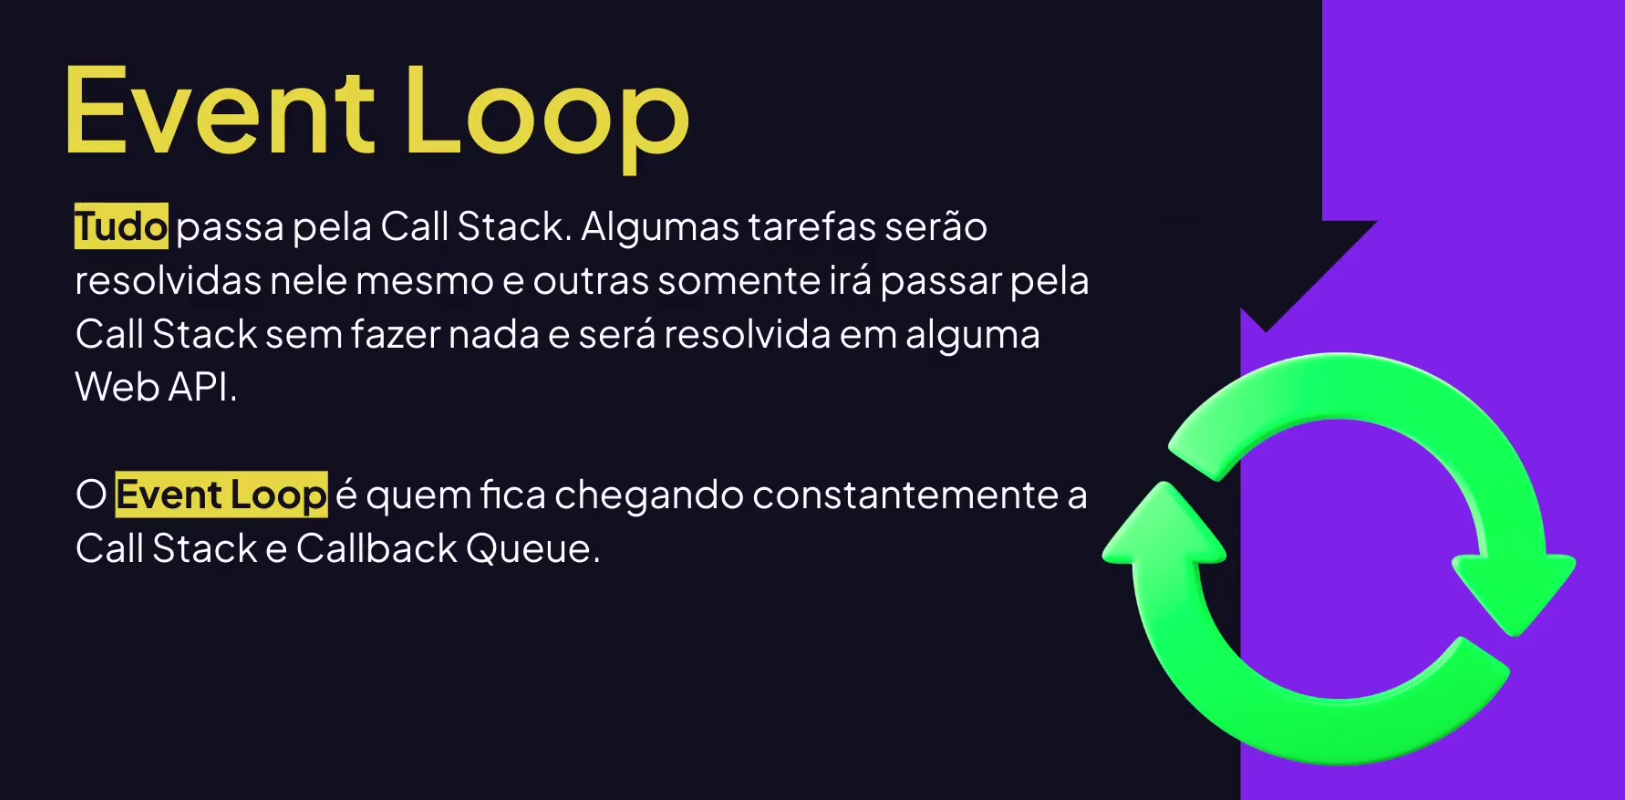 Event Loop
Tudo passa pela Call Stack. Algumas tarefas serão
resolvidas nele mesmo e outras somente irá passar pela
Call Stack sem fazer nada e será resolvida em alguma
Web API.
O Event Loop é quem fica chegando constantemente a
Call Stack e Callback Queue.